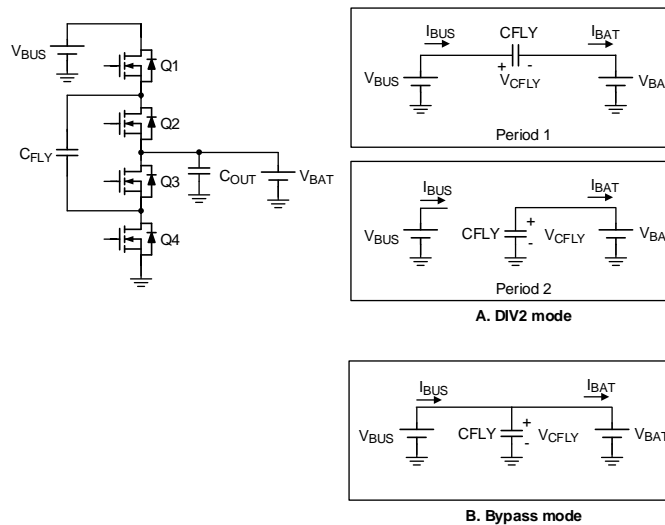 VBUS
Q1
Q2
CFLY
Q3
COUT
VBAT
Q4
IBUS
CFLY
IBAT
+ -
VCFLY
VBUS
VBA
Period 1
IBUS
IBAT
VBUS
CFLY
+
-
VCFLY
VBA
Period 2
A. DIV2 mode
IBUS
IBAT
VBUS
CFLY
+
-
VCFLY
VBAT
B. Bypass mode